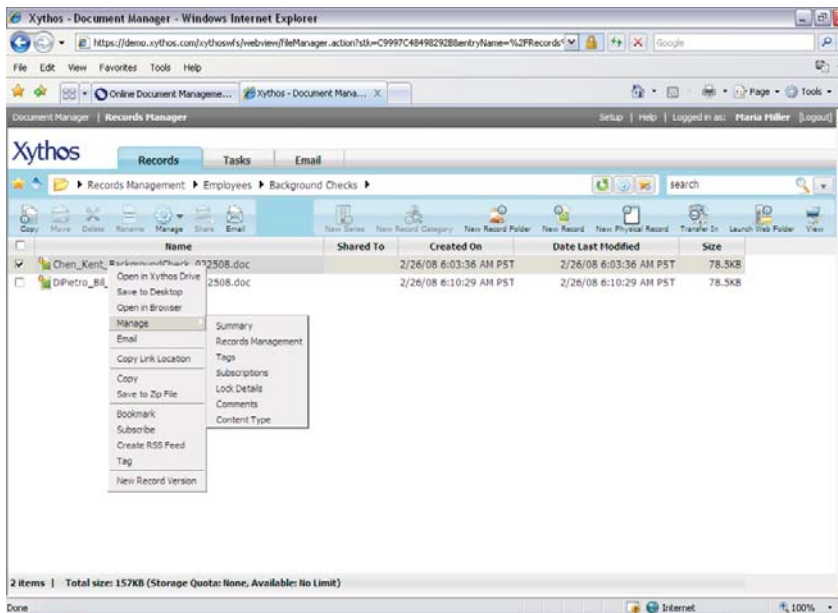 Xythos - Document Manager - Windows Internet Explorer
https://demo.xythos.com/xythoswfs/webview/fileManager.action?stk=C9997C48498292B8entryName=%2FRecords
Google
File Edit View Favorites Tools Help
Online Document Manageme... Xythos - Document Mana... X Page Tools
Document Manager | Records Manager Setup | Help | Logged in as: Maria Miller [Logout]
Xythos Records Tasks Email
Records Management Employees Background Checks search
Copy Move Delete Rename Manage Share Email New Series New Record Category New Record Folder New Record New Physical Record Transfer In Launch Web Folder View
Name Shared To Created On Date Last Modified Size
Chen_Kent_BackgroundCheck_032508.doc 2/26/08 6:03:36 AM PST 2/26/08 6:03:36 AM PST 78.5KB
DiPietro_Bill_ 2508.doc 2/26/08 6:10:29 AM PST 2/26/08 6:10:29 AM PST 78.5KB
Open in Xythos Drive
Save to Desktop
Open in Browser
Manage
Email
Copy Link Location
Copy
Save to Zip File
Bookmark
Subscribe
Create RSS Feed
Tag
New Record Version
Summary
Records Management
Tags
Subscriptions
Lock Details
Comments
Content Type
2 items | Total size: 157KB (Storage Quota: None, Available: No Limit)
Done Internet 100%